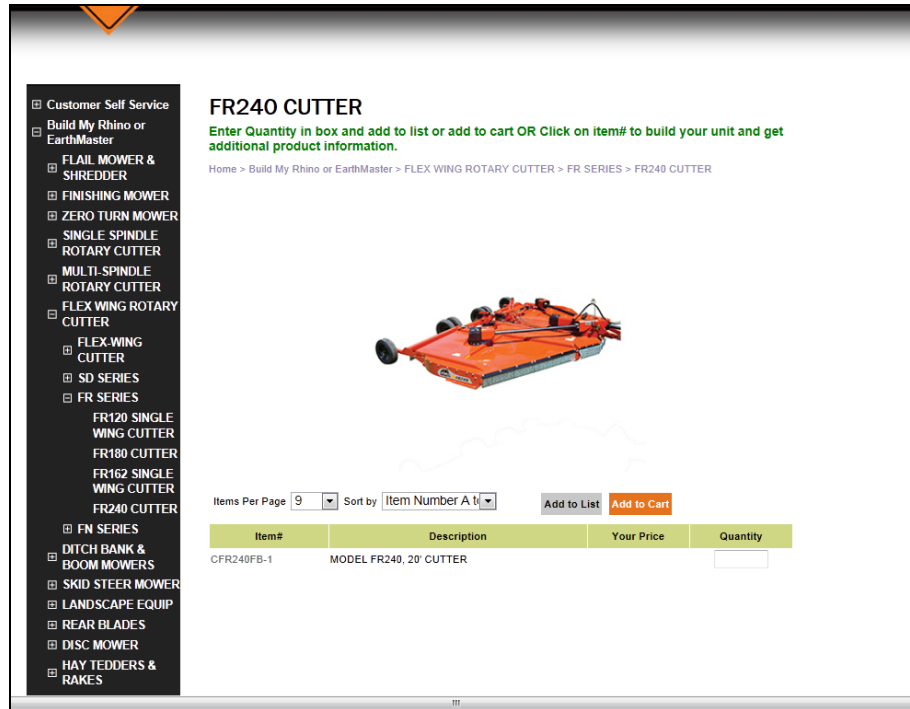 Customer Self Service
Build My Rhino or
EarthMaster
FLAIL MOWER &
SHREDDER
FINISHING MOWER
ZERO TURN MOWER
SINGLE SPINDLE
ROTARY CUTTER
MULTI-SPINDLE
ROTARY CUTTER
FLEX WING ROTARY
CUTTER
FLEX-WING
CUTTER
SD SERIES
FR SERIES
FR120 SINGLE
WING CUTTER
FR180 CUTTER
FR162 SINGLE
WING CUTTER
FR240 CUTTER
FN SERIES
DITCH BANK &
BOOM MOWERS
SKID STEER MOWER
LANDSCAPE EQUIP
REAR BLADES
DISC MOWER
HAY TEDDERS &
RAKES
FR240 CUTTER
Enter Quantity in box and add to list or add to cart OR Click on item# to build your unit and get
additional product information.
Home > Build My Rhino or EarthMaster > FLEX WING ROTARY CUTTER > FR SERIES > FR240 CUTTER
Items Per Page 9 Sort by Item Number A Add to List Add to Cart
Item# Description Your Price Quantity
CFR240FB-1 MODEL FR240, 20' CUTTER